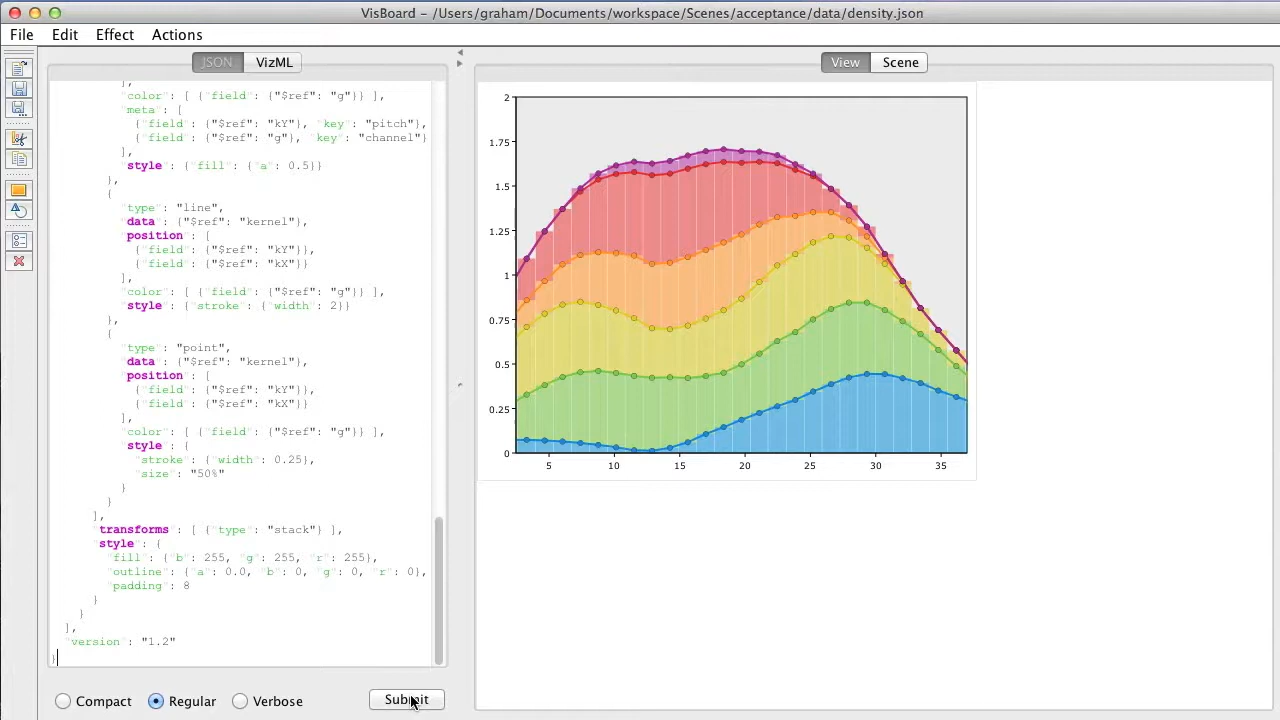 VisBoard - /Users/graham/Documents/workspace/Scenes/acceptance/data/density.json
File Edit Effect Actions
JSON VizML
],
"color": [ {"field": {"$ref": "g"}} ],
"meta": [
{"field": {"$ref": "kY"}, "key": "pitch"},
{"field": {"$ref": "g"}, "key": "channel"}
],
"style": {"fill": {"a": 0.5}}
},
{
"type": "line",
"data": {"$ref": "kernel"},
"position": [
{"field": {"$ref": "kY"}},
{"field": {"$ref": "kX"}}
],
"color": [ {"field": {"$ref": "g"}} ],
"style": {"stroke": {"width": 2}}
},
{
"type": "point",
"data": {"$ref": "kernel"},
"position": [
{"field": {"$ref": "kY"}},
{"field": {"$ref": "kX"}}
],
"color": [ {"field": {"$ref": "g"}} ],
"style": {
"stroke": {"width": 0.25},
"size": "50%"
}
}
],
"transforms": [ {"type": "stack"} ],
"style": {
"fill": {"b": 255, "g": 255, "r": 255},
"outline": {"a": 0.0, "b": 0, "g": 0, "r": 0},
"padding": 8
}
}
],
"version": "1.2"
}
Compact Regular Verbose Submit
View Scene
2
1.75
1.5
1.25
1
0.75
0.5
0.25
0
5 10 15 20 25 30 35